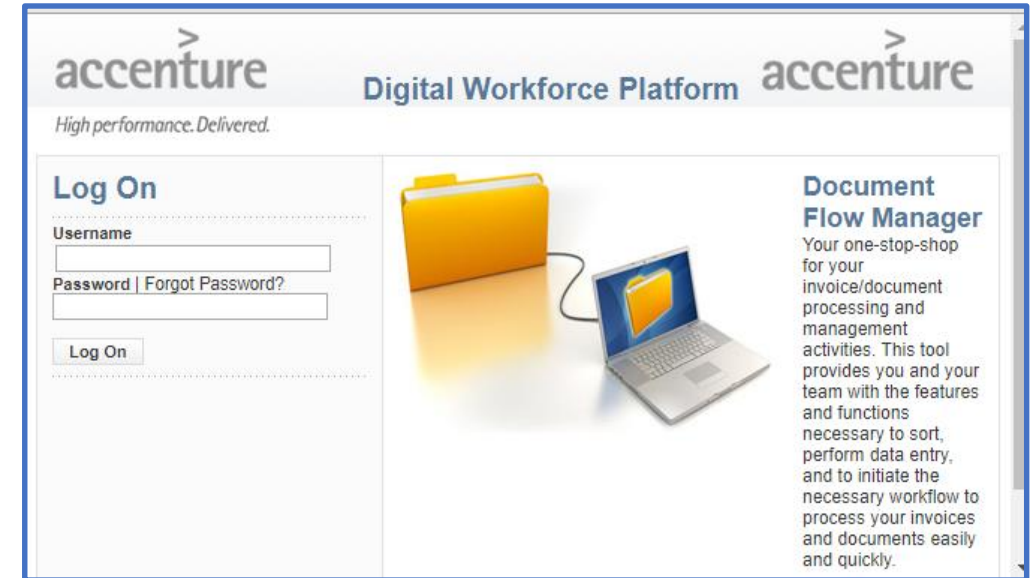 >
accenture
Digital Workforce Platform
>
accenture
High performance. Delivered.
Log On
Username
Password | Forgot Password?
Log On
Document
Flow Manager
Your one-stop-shop
for your
invoice/document
processing and
management
activities. This tool
provides you and your
team with the features
and functions
necessary to sort,
perform data entry,
and to initiate the
necessary workflow to
process your invoices
and documents easily
and quickly.